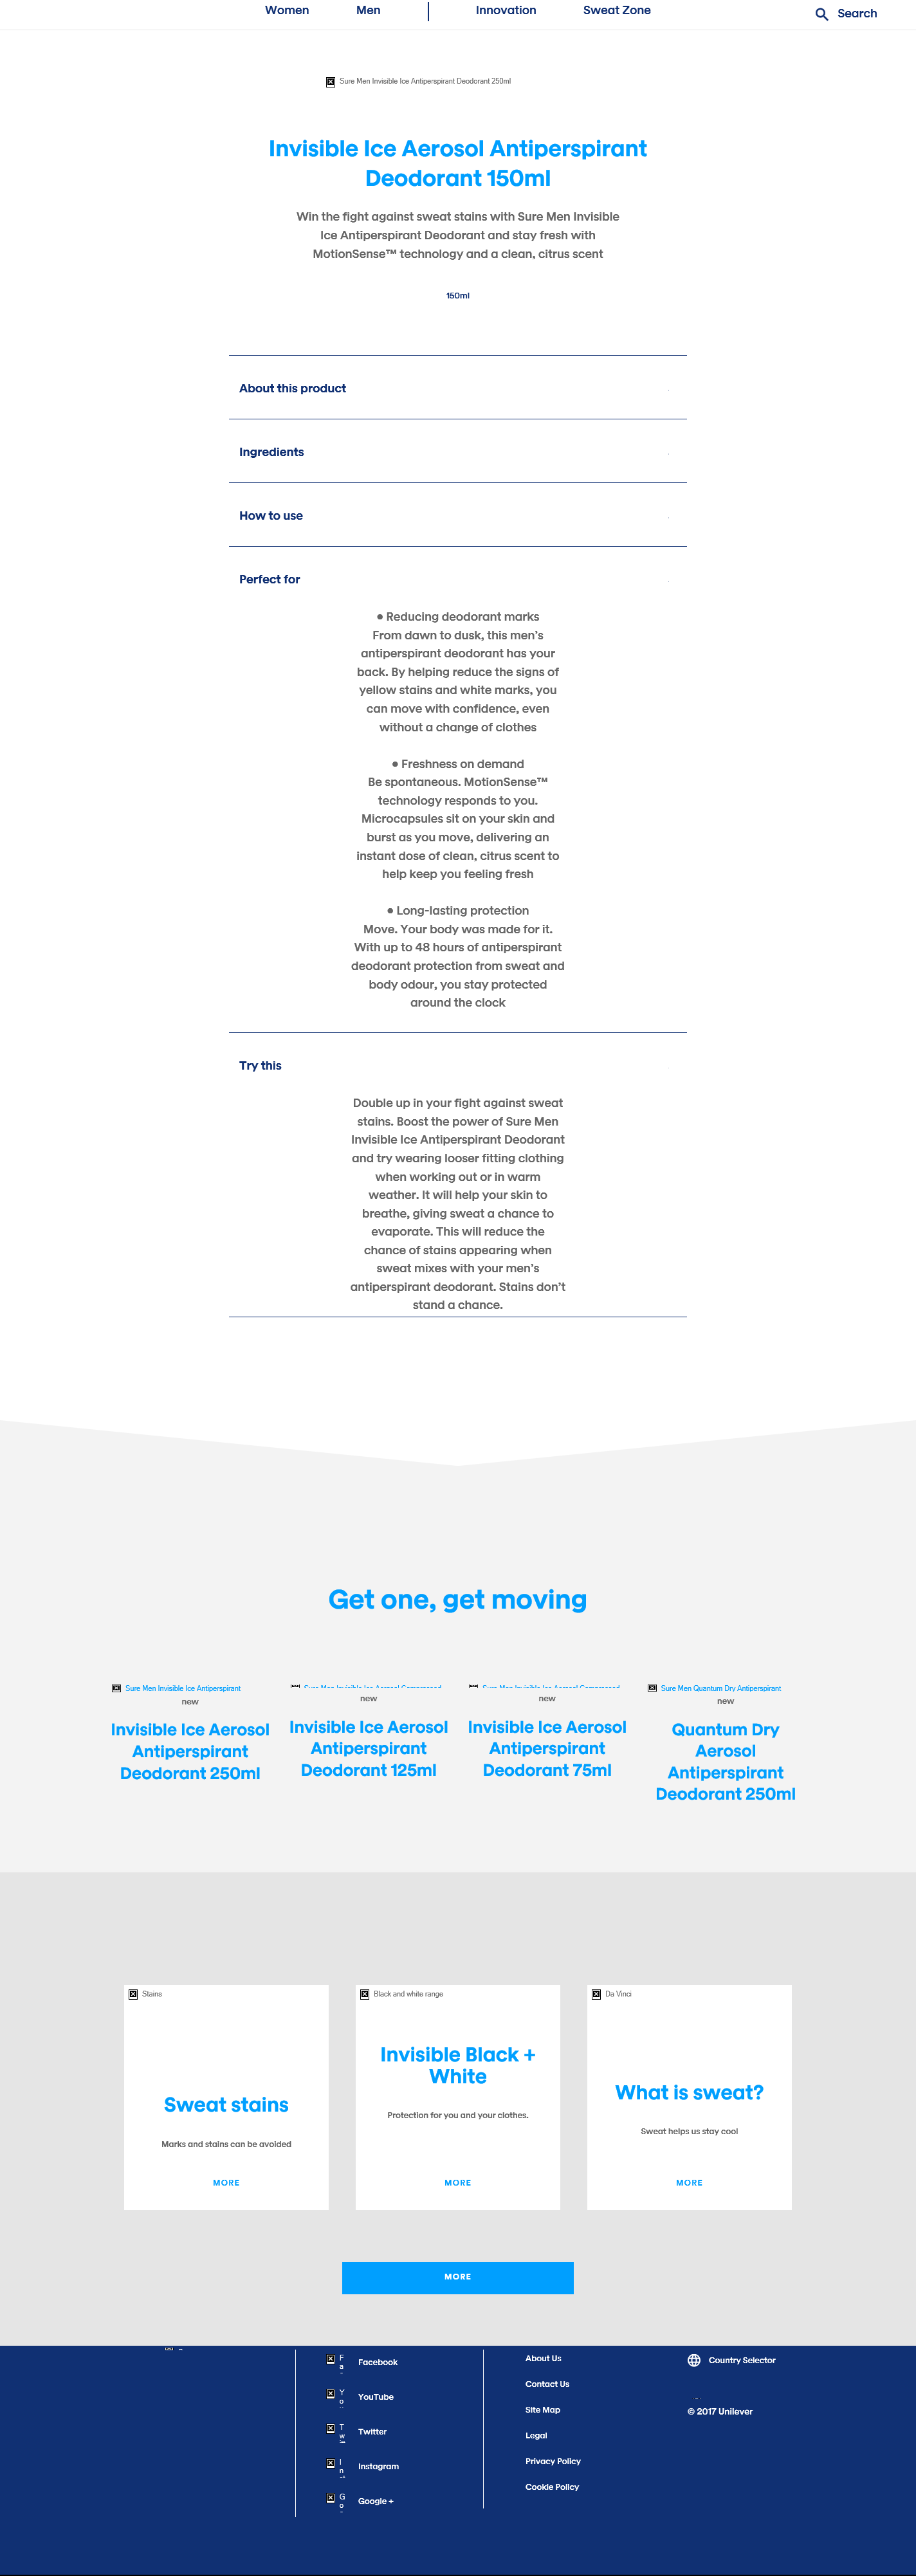 Women Men Innovation Sweat Zone Search
Sure Men Invisible Ice Antiperspirant Deodorant 250ml
Invisible Ice Aerosol Antiperspirant
Deodorant 150ml
Win the fight against sweat stains with Sure Men Invisible
Ice Antiperspirant Deodorant and stay fresh with
MotionSense™ technology and a clean, citrus scent
150ml
About this product
Ingredients
How to use
Perfect for
● Reducing deodorant marks
From dawn to dusk, this men's
antiperspirant deodorant has your
back. By helping reduce the signs of
yellow stains and white marks, you
can move with confidence, even
without a change of clothes
● Freshness on demand
Be spontaneous. MotionSense™
technology responds to you.
Microcapsules sit on your skin and
burst as you move, delivering an
instant dose of clean, citrus scent to
help keep you feeling fresh
● Long-lasting protection
Move. Your body was made for it.
With up to 48 hours of antiperspirant
deodorant protection from sweat and
body odour, you stay protected
around the clock
Try this
Double up in your fight against sweat
stains. Boost the power of Sure Men
Invisible Ice Antiperspirant Deodorant
and try wearing looser fitting clothing
when working out or in warm
weather. It will help your skin to
breathe, giving sweat a chance to
evaporate. This will reduce the
chance of stains appearing when
sweat mixes with your men's
antiperspirant deodorant. Stains don't
stand a chance.
Get one, get moving
Sure Men Invisible Ice Antiperspirant
new
Invisible Ice Aerosol
Antiperspirant
Deodorant 250ml
Sure Men Invisible Ice Aerosol Compressed
new
Invisible Ice Aerosol
Antiperspirant
Deodorant 125ml
Sure Men Invisible Ice Aerosol Compressed
new
Invisible Ice Aerosol
Antiperspirant
Deodorant 75ml
Sure Men Quantum Dry Antiperspirant
new
Quantum Dry
Aerosol
Antiperspirant
Deodorant 250ml
Stains
Sweat stains
Marks and stains can be avoided
MORE
Black and white range
Invisible Black +
White
Protection for you and your clothes.
MORE
Da Vinci
What is sweat?
Sweat helps us stay cool
MORE
MORE
F
a
Facebook
Y
o
YouTube
T
w
Twitter
I
n
Instagram
G
o
Google +
About Us
Contact Us
Site Map
Legal
Privacy Policy
Cookie Policy
Country Selector
© 2017 Unilever